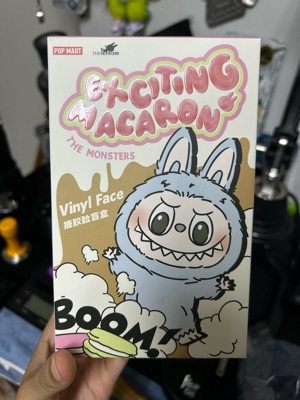 POP MART
THE MONSTERS
EXCITING
MACARON
THE MONSTERS
Vinyl Face
搪胶脸盲盒
BOOM!